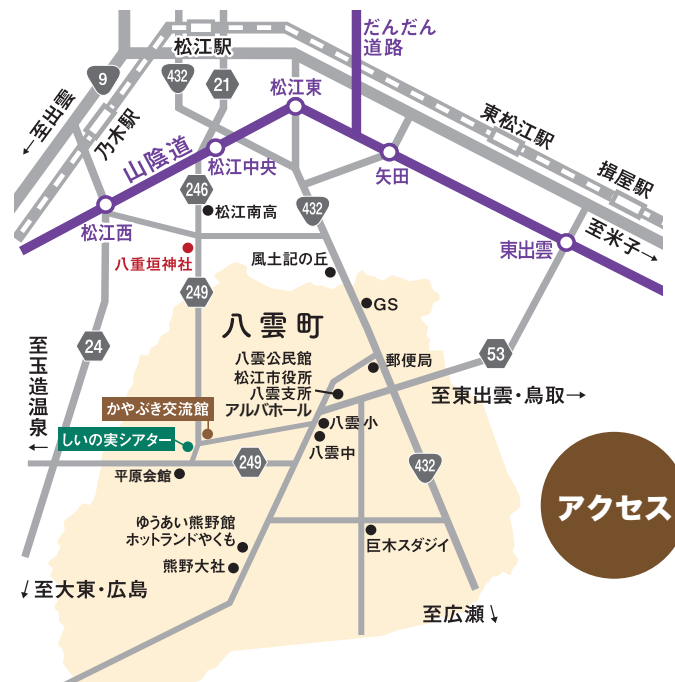 だんだん
道路
松江駅
9
432
21
松江東
←至出雲
乃木駅
東松江駅
山陰道
松江中央
矢田
揖屋駅
246
松江南高
432
松江西
至米子→
東出雲
八重垣神社
風土記の丘
249
GS
八雲町
24
至玉造温泉
←
八雲公民館
郵便局
53
松江市役所
八雲支所
アルバホール
至東出雲・鳥取→
かやぶき交流館
八雲小
しいの実シアター
八雲中
249
432
平原会館
アクセス
ゆうあい熊野館
ホットランドやくも
巨木スダジイ
熊野大社
↓至大東・広島
至広瀬↓